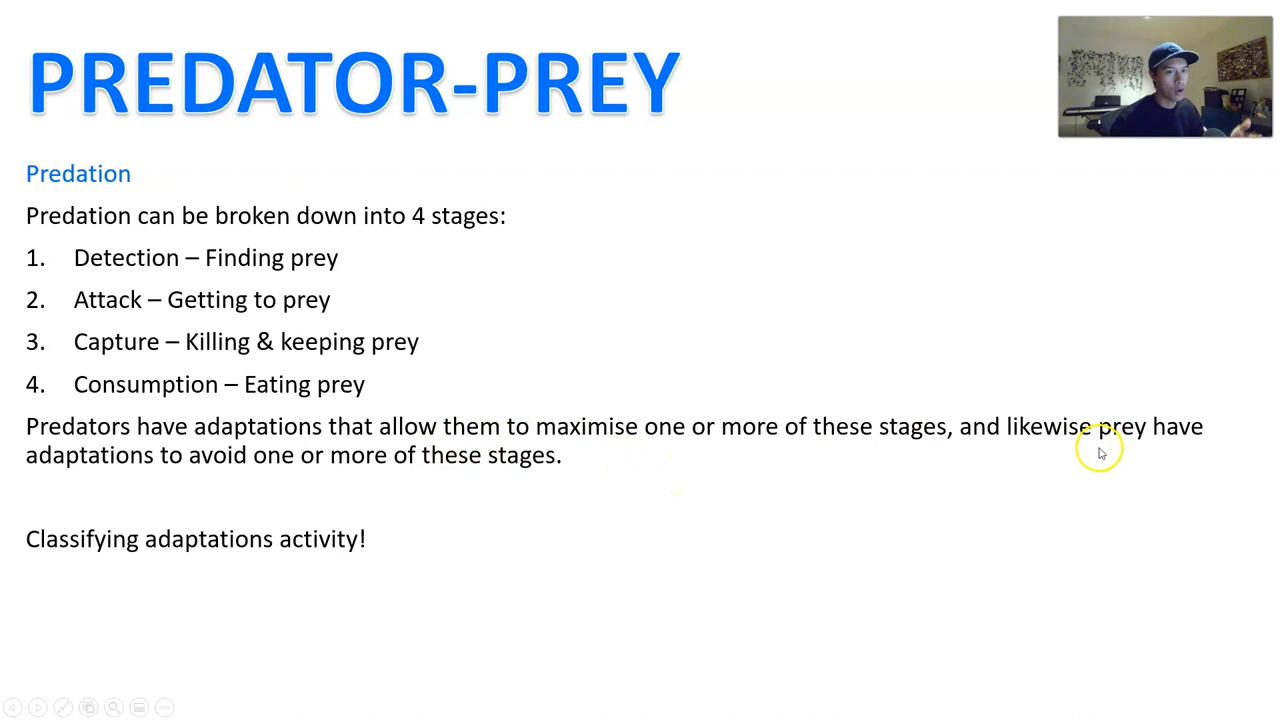 PREDATOR-PREY
Predation
Predation can be broken down into 4 stages:
1. Detection – Finding prey
2. Attack – Getting to prey
3. Capture – Killing & keeping prey
4. Consumption – Eating prey
Predators have adaptations that allow them to maximise one or more of these stages, and likewise prey have
adaptations to avoid one or more of these stages.
Classifying adaptations activity!